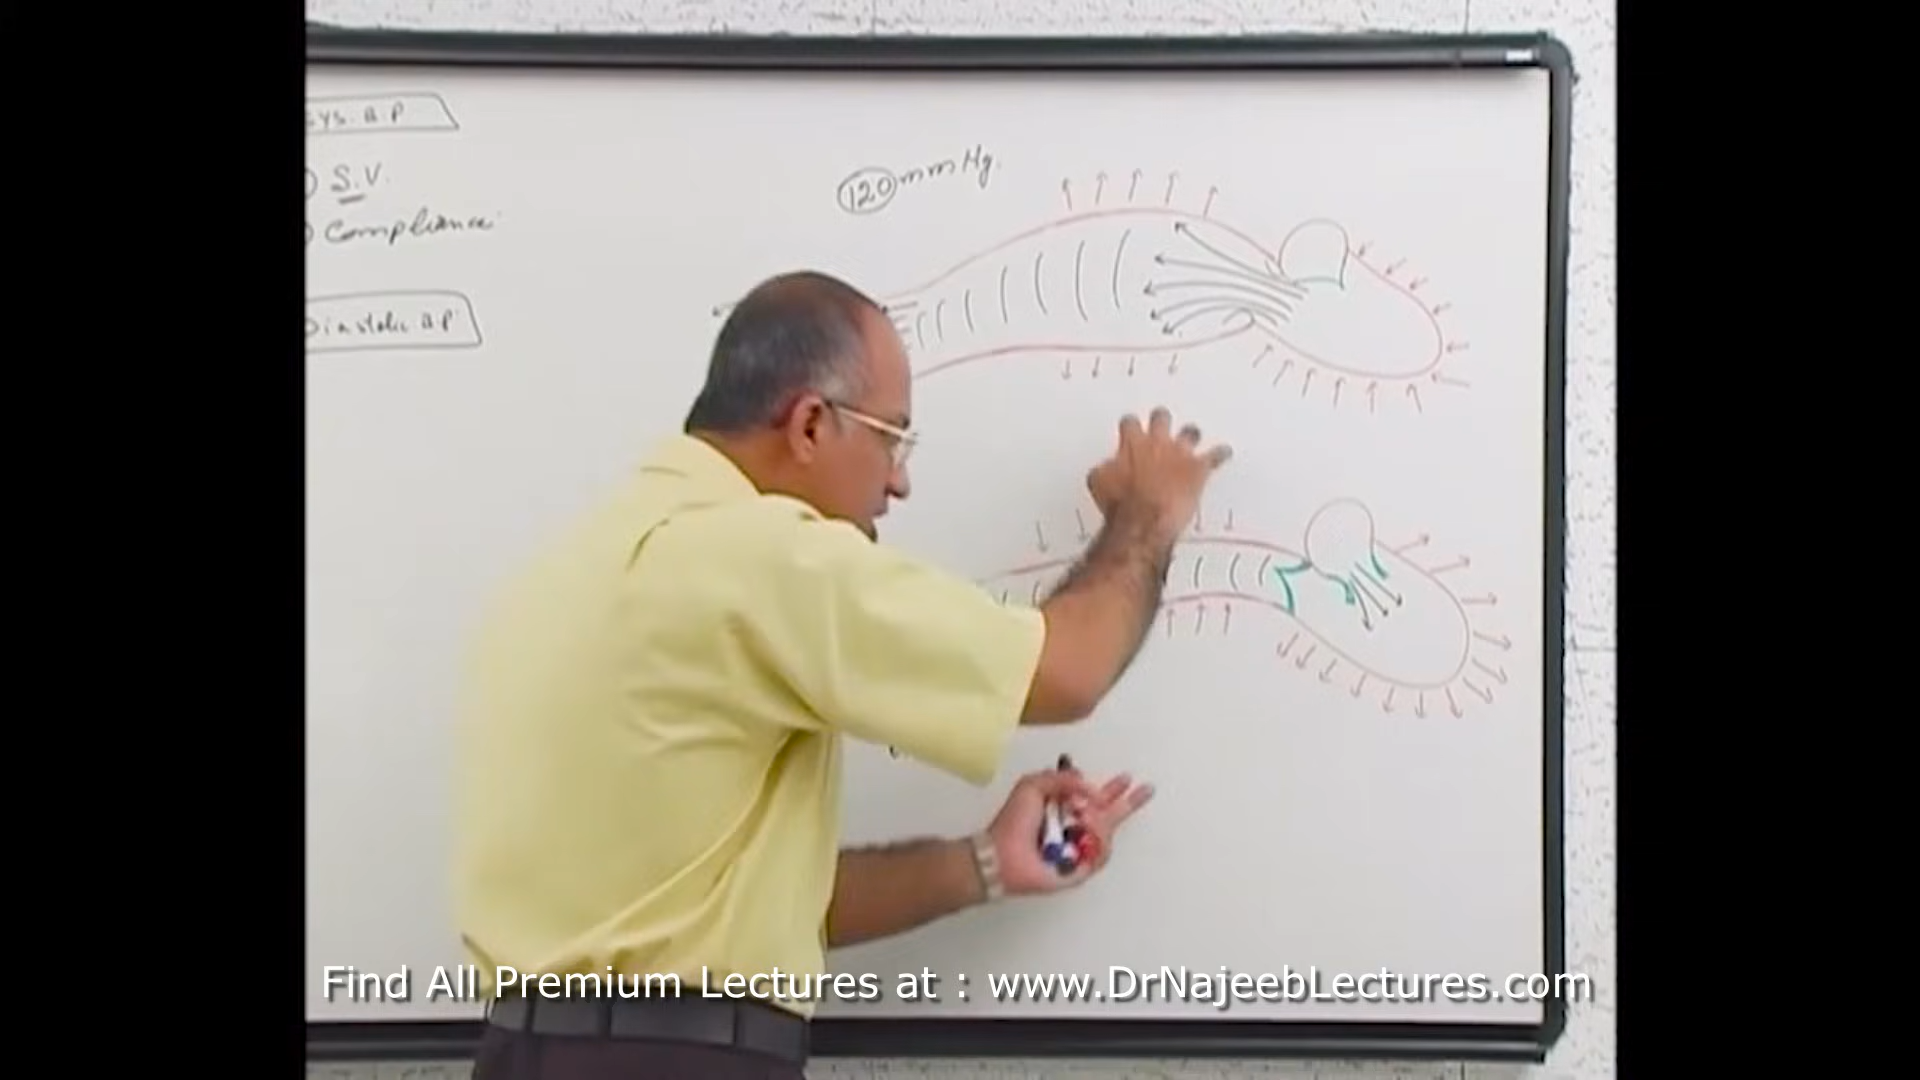 SYS. B.P
S.V.
Compliance
120 mm Hg.
Diastolic B.P
Find All Premium Lectures at : www.DrNajeebLectures.com